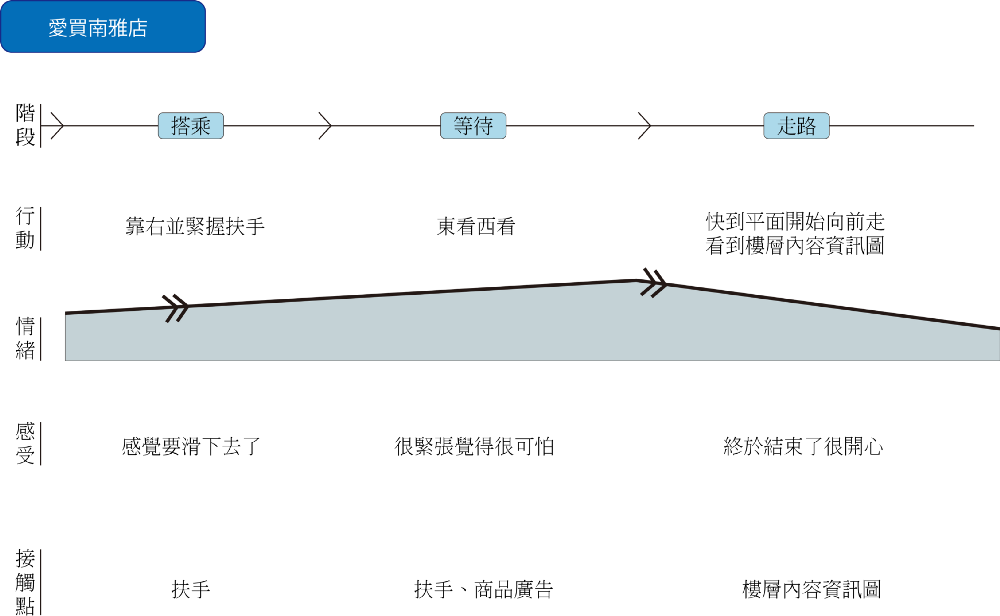 愛買南雅店
階段
搭乘
等待
走路
行動
靠右並緊握扶手
東看西看
快到平面開始向前走
看到樓層內容資訊圖
情緒
感受
感覺要滑下去了
很緊張覺得很可怕
終於結束了很開心
接觸點
扶手
扶手、商品廣告
樓層內容資訊圖